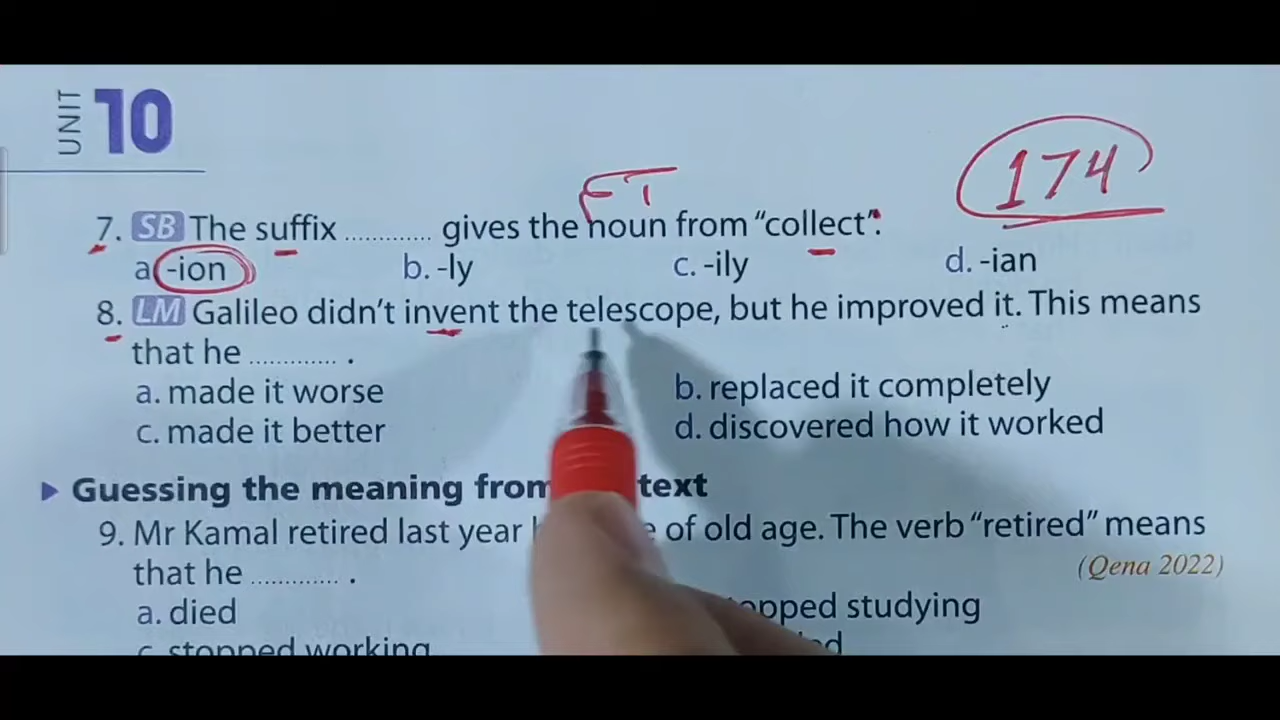 UNIT 10
174
7. SB The suffix ............. gives the noun from “collect”.
a. -ion b. -ly c. -ily d. -ian
8. LM Galileo didn't invent the telescope, but he improved it. This means
that he ............. .
a. made it worse b. replaced it completely
c. made it better d. discovered how it worked
Guessing the meaning from text
9. Mr Kamal retired last year of old age. The verb “retired” means
that he ............. . (Qena 2022)
a. died studying
c. stopped working